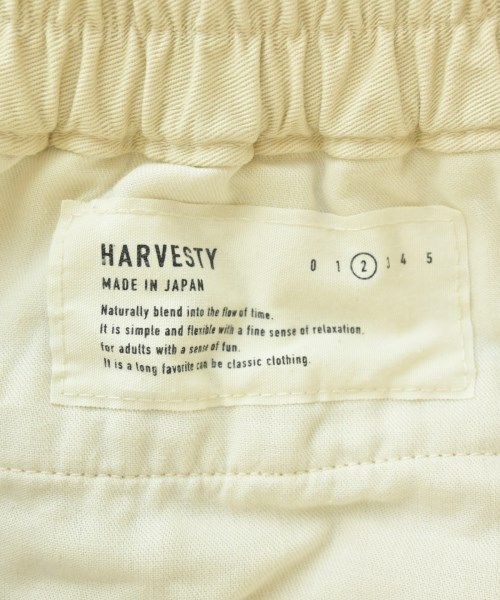 HARVESTY
0 1 2 3 4 5
MADE IN JAPAN
Naturally blend into the flow of time.
It is simple and flexible with a fine sense of relaxation.
for adults with a sense of fun.
It is a long favorite can be classic clothing.